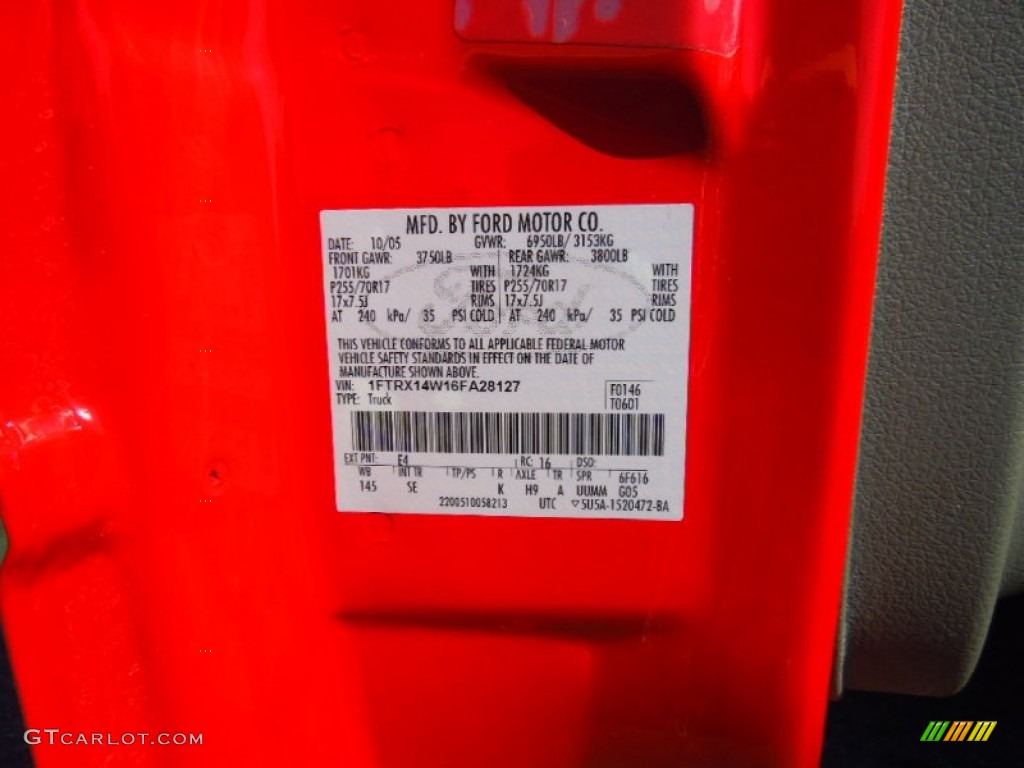 MFD. BY FORD MOTOR CO.
DATE: 10/05 GVWR: 6950LB/ 3153KG
FRONT GAWR: 3750LB REAR GAWR: 3800LB
1701KG WITH 1724KG WITH
P255/70R17 TIRES P255/70R17 TIRES
17x7.5J RIMS 17x7.5J RIMS
AT 240 kPa/ 35 PSI COLD AT 240 kPa/ 35 PSI COLD
THIS VEHICLE CONFORMS TO ALL APPLICABLE FEDERAL MOTOR
VEHICLE SAFETY STANDARDS IN EFFECT ON THE DATE OF
MANUFACTURE SHOWN ABOVE.
VIN: 1FTRX14W16FA28127 F0146
TYPE: Truck T0601
EXT PNT: E4 RC: 16 DSO:
WB INT TR TP/PS R AXLE TR SPR 6F616
145 SE K H9 A UUMM G05
2200510058213 UTC ▽5U5A-1520472-BA
GTCARLOT.COM